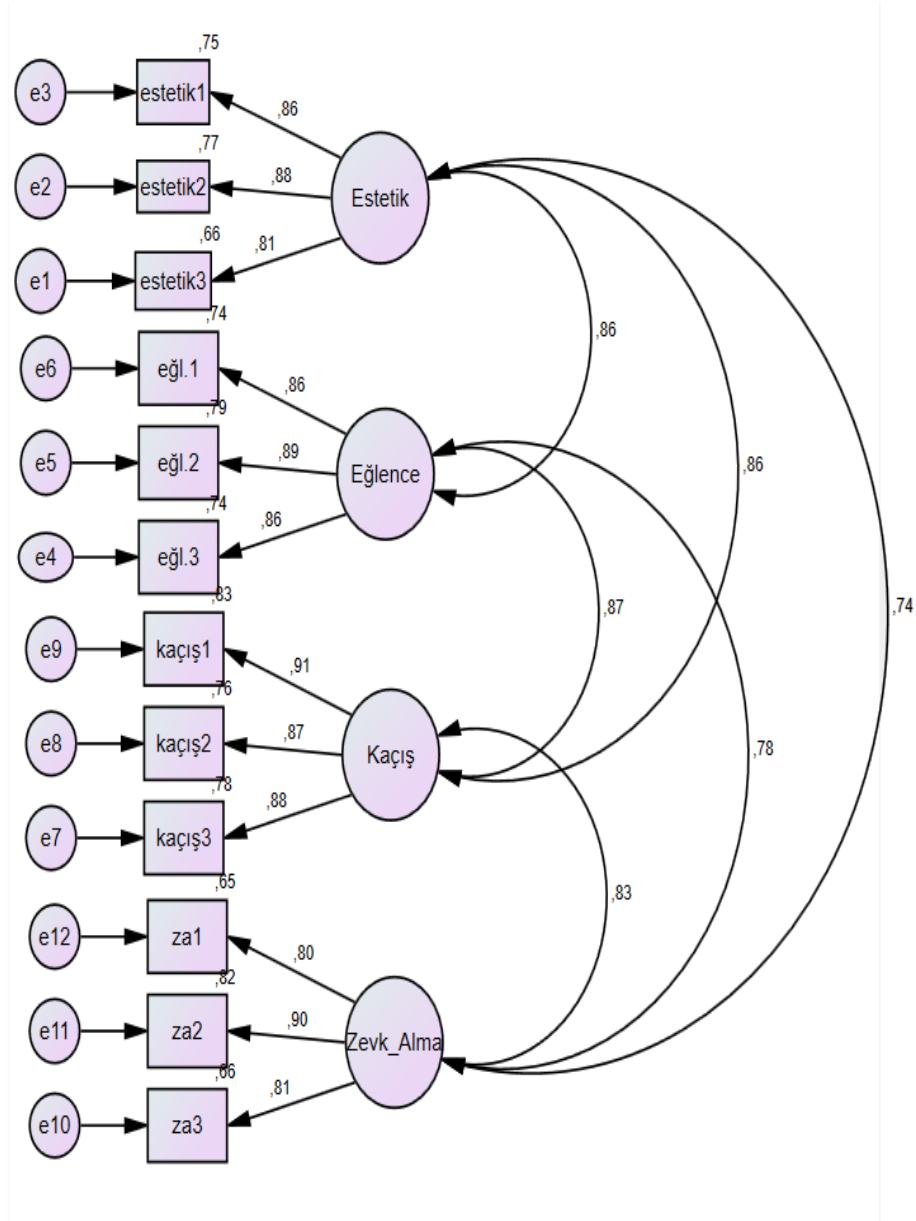 ,75
e3
estetik1
,86
,77
e2
estetik2
,88
Estetik
,66
e1
estetik3
,81
,74
e6
eğl.1
,86
,86
,79
e5
eğl.2
,89
Eğlence
,86
,74
e4
eğl.3
,86
,83
e9
kaçış1
,91
,87
,74
,76
e8
kaçış2
,87
Kaçış
,78
,78
e7
kaçış3
,88
,65
,83
e12
za1
,80
,82
e11
za2
,90
Zevk_Alma
,66
e10
za3
,81